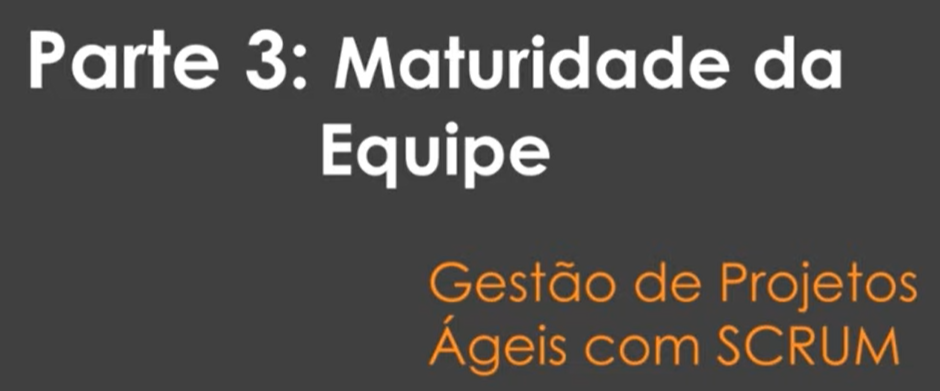 Parte 3: Maturidade da
Equipe
Gestão de Projetos
Ágeis com SCRUM